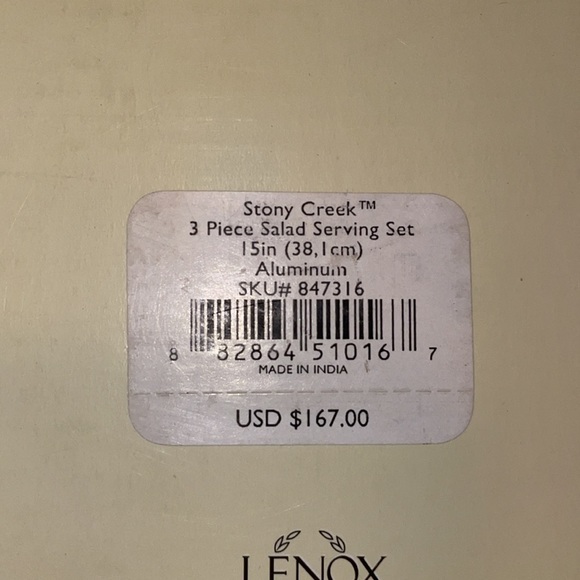 Stony Creek™
3 Piece Salad Serving Set
15in (38,1cm)
Aluminum
SKU# 847316
8 82864 51016 7
MADE IN INDIA
USD $167.00
LENOX